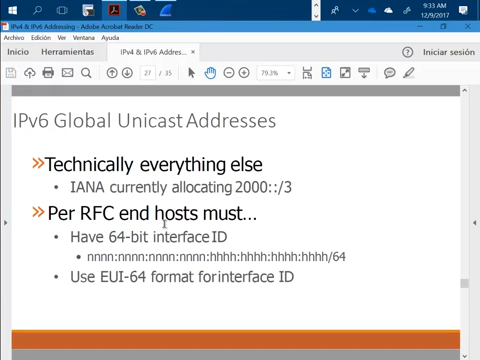 9:33 AM
12/9/2017
IPv4 & IPv6 Addressing - Adobe Acrobat Reader DC
Archivo Edición Ver Ventana Ayuda
Inicio Herramientas IPv4 & IPv6 Addres... × ? Iniciar sesión
27 / 35 79.3%
IPv6 Global Unicast Addresses
» Technically everything else
• IANA currently allocating 2000::/3
» Per RFC end hosts must…
• Have 64-bit interface ID
• nnnn:nnnn:nnnn:nnnn:hhhh:hhhh:hhhh:hhhh/64
• Use EUI-64 format forinterface ID